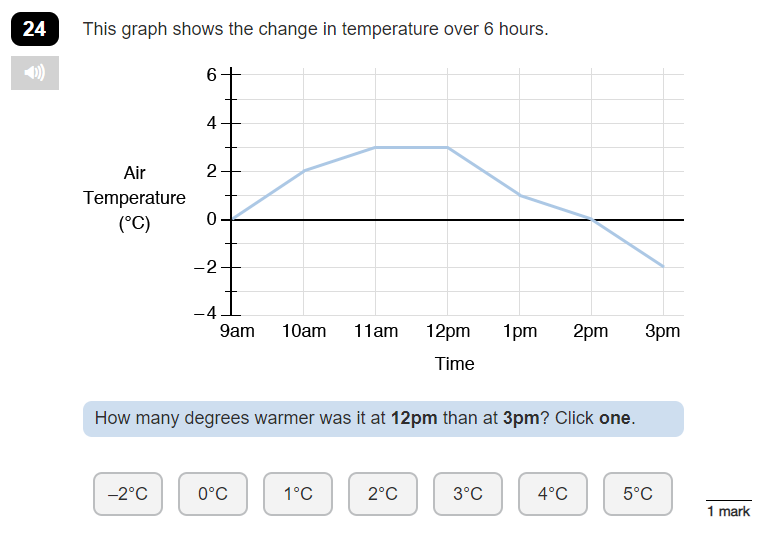 24
This graph shows the change in temperature over 6 hours.
6
4
2
0
−2
−4
Air
Temperature
(°C)
9am 10am 11am 12pm 1pm 2pm 3pm
Time
How many degrees warmer was it at 12pm than at 3pm? Click one.
−2°C 0°C 1°C 2°C 3°C 4°C 5°C
1 mark